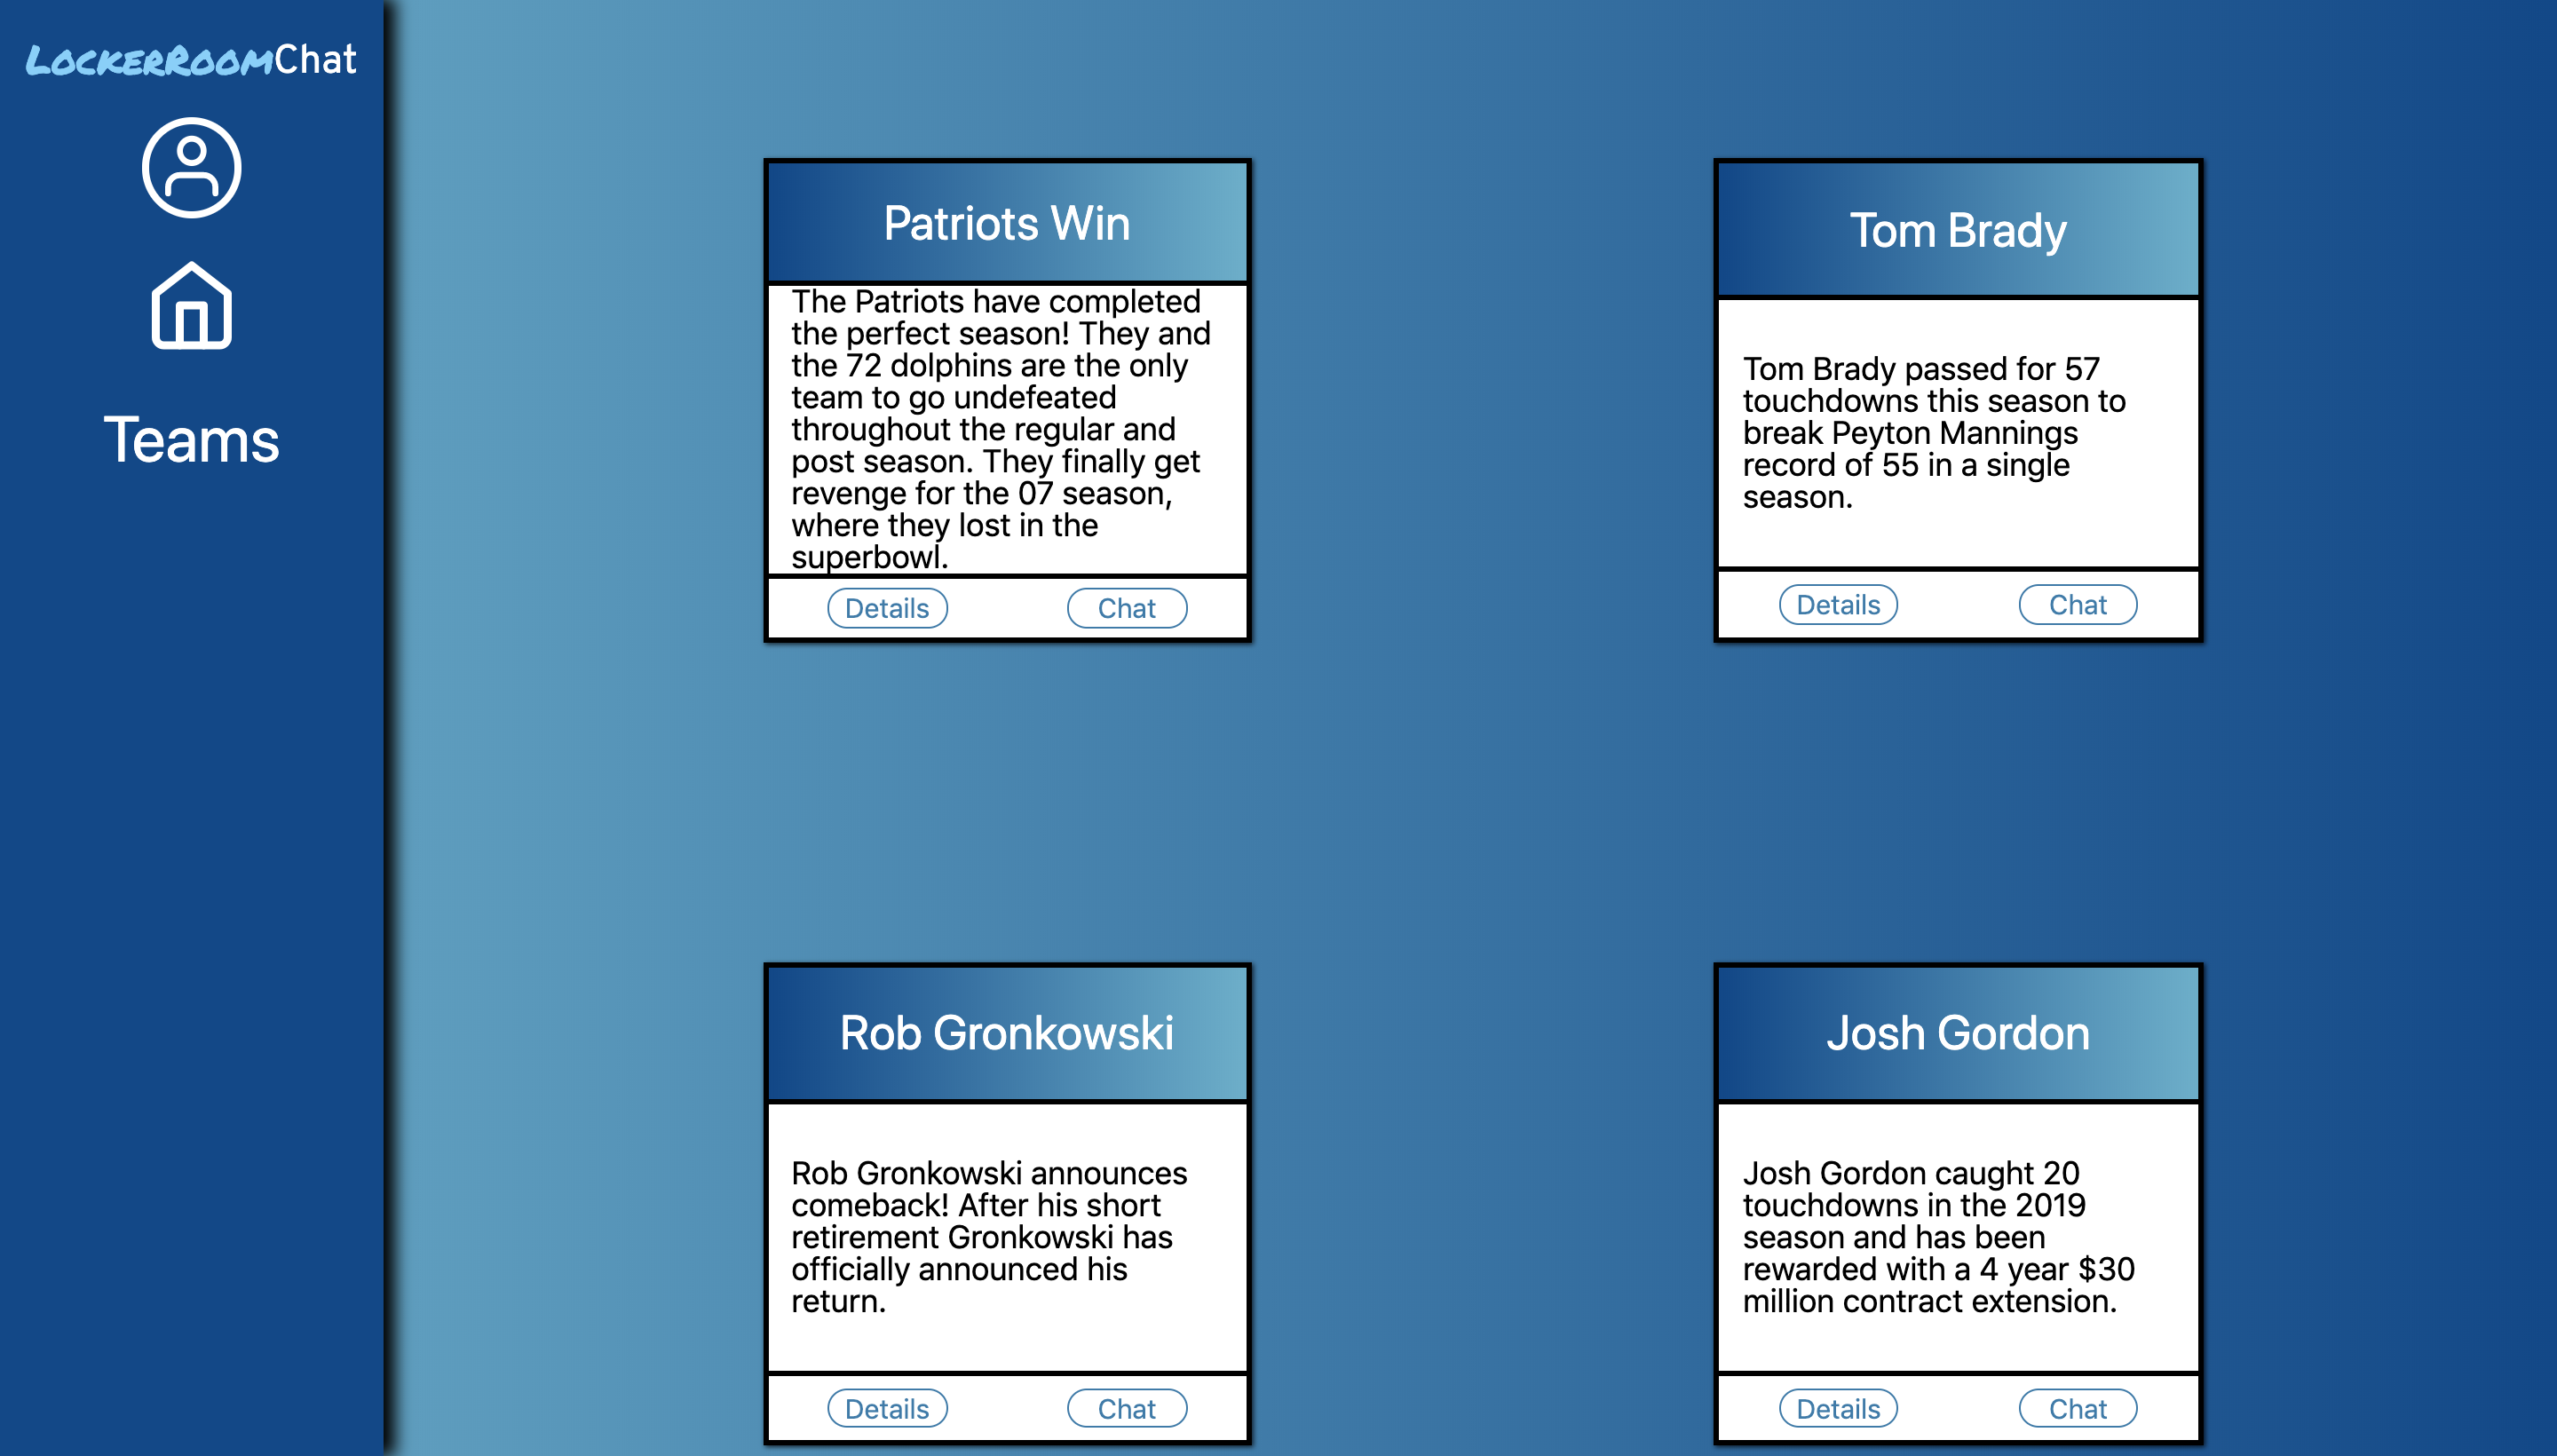 LockerRoomChat
Teams
Patriots Win
The Patriots have completed
the perfect season! They and
the 72 dolphins are the only
team to go undefeated
throughout the regular and
post season. They finally get
revenge for the 07 season,
where they lost in the
superbowl.
Details
Chat
Tom Brady
Tom Brady passed for 57
touchdowns this season to
break Peyton Mannings
record of 55 in a single
season.
Details
Chat
Rob Gronkowski
Rob Gronkowski announces
comeback! After his short
retirement Gronkowski has
officially announced his
return.
Details
Chat
Josh Gordon
Josh Gordon caught 20
touchdowns in the 2019
season and has been
rewarded with a 4 year $30
million contract extension.
Details
Chat